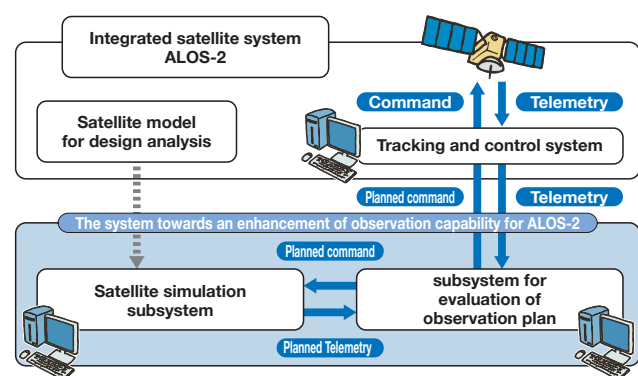 Integrated satellite system
ALOS-2
Command
Telemetry
Satellite model
for design analysis
Tracking and control system
Planned command
Telemetry
The system towards an enhancement of observation capability for ALOS-2
Planned command
Satellite simulation
subsystem
subsystem for
evaluation of
observation plan
Planned Telemetry